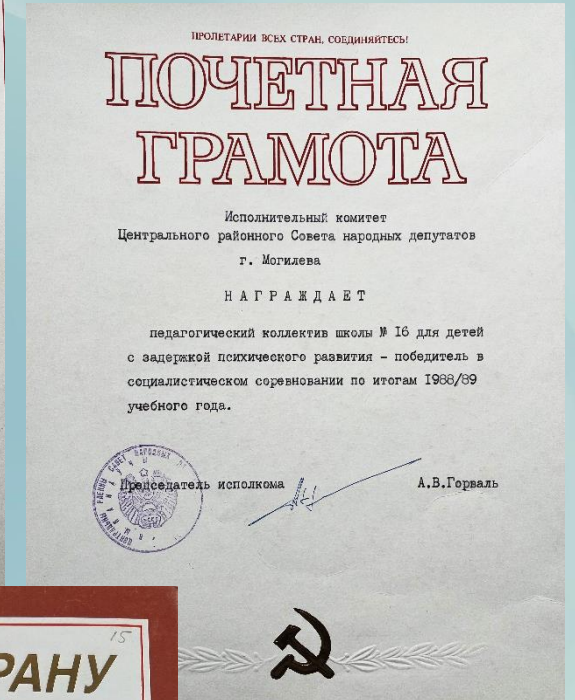 ПРОЛЕТАРИИ ВСЕХ СТРАН, СОЕДИНЯЙТЕСЬ!
ПОЧЕТНАЯ
ГРАМОТА
Исполнительный комитет
Центрального районного Совета народных депутатов
г. Могилева
НАГРАЖДАЕТ
педагогический коллектив школы № 16 для детей
с задержкой психического развития – победитель в
социалистическом соревновании по итогам 1988/89
учебного года.
Председатель исполкома А.В.Горваль
15
РАНУ